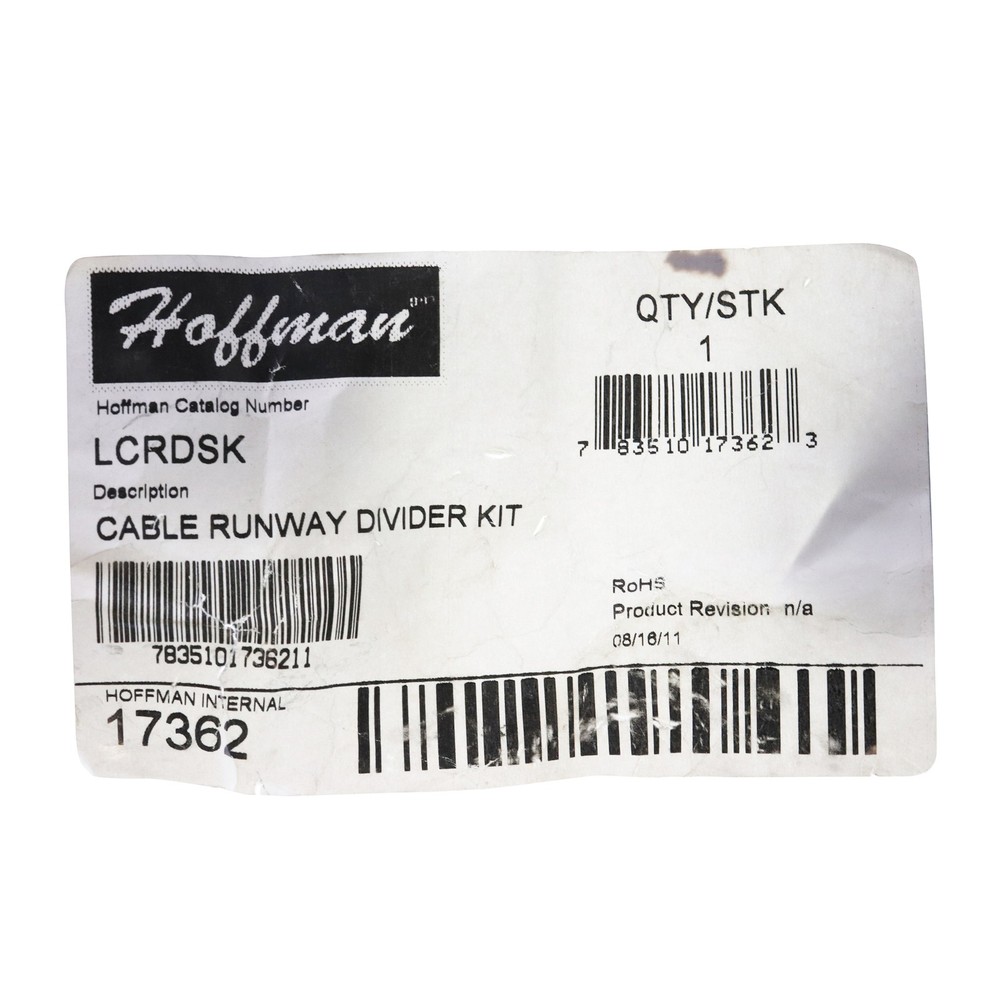 Hoffman
Hoffman Catalog Number
LCRDSK
Description
CABLE RUNWAY DIVIDER KIT
7835101736211
QTY/STK
1
7 83510 17362 3
RoHS
Product Revision n/a
08/16/11
HOFFMAN INTERNAL
17362